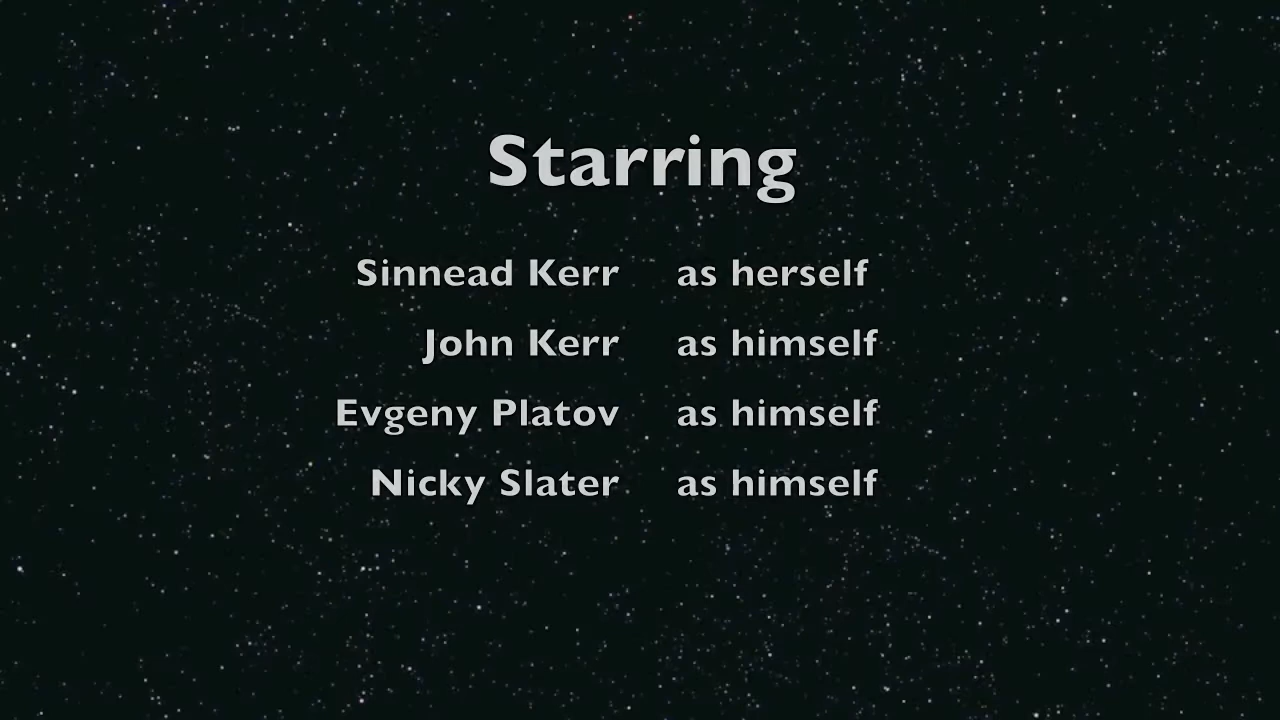 Starring
Sinnead Kerr as herself
John Kerr as himself
Evgeny Platov as himself
Nicky Slater as himself